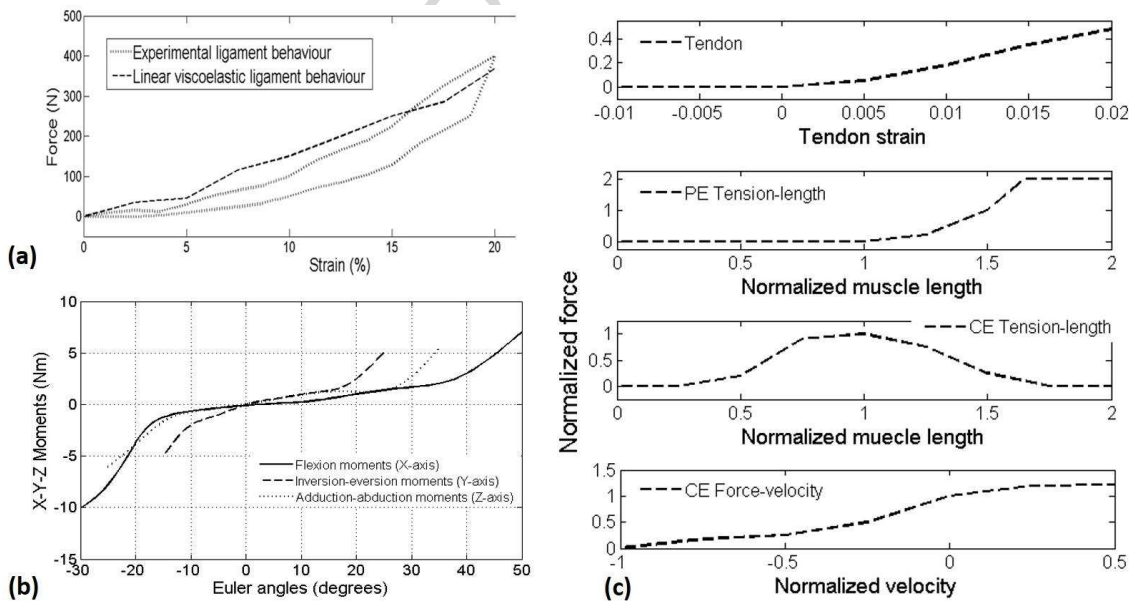 500
400
300
200
100
0
Force (N)
Experimental ligament behaviour
Linear viscoelastic ligament behaviour
0 5 10 15 20
Strain (%)
(a)
10
5
0
-5
-10
-15
X-Y-Z Moments (Nm)
Flexion moments (X-axis)
Inversion-eversion moments (Y-axis)
Adduction-abduction moments (Z-axis)
-30 -20 -10 0 10 20 30 40 50
Euler angles (degrees)
(b)
Normalized force
0.4
0.2
0
Tendon
-0.01 -0.005 0 0.005 0.01 0.015 0.02
Tendon strain
2
1
0
PE Tension-length
0 0.5 1 1.5 2
Normalized muscle length
1
0.5
0
CE Tension-length
0 0.5 1 1.5 2
Normalized muecle length
1.5
1
0.5
0
CE Force-velocity
-1 -0.5 0 0.5
Normalized velocity
(c)